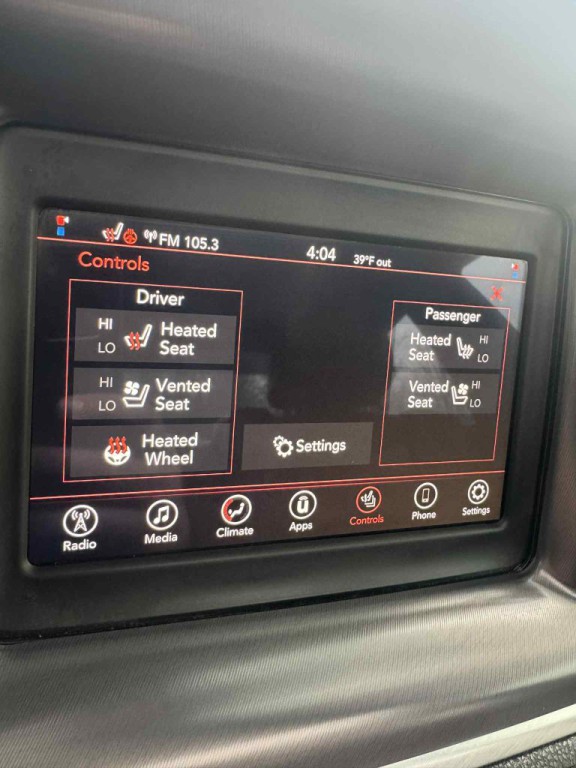 FM 105.3
4:04
39°F out
Controls
Driver
HI
LO
Heated
Seat
HI
LO
Vented
Seat
Heated
Wheel
Settings
Passenger
Heated
Seat
HI
LO
Vented
Seat
HI
LO
Radio
Media
Climate
Apps
Controls
Phone
Settings